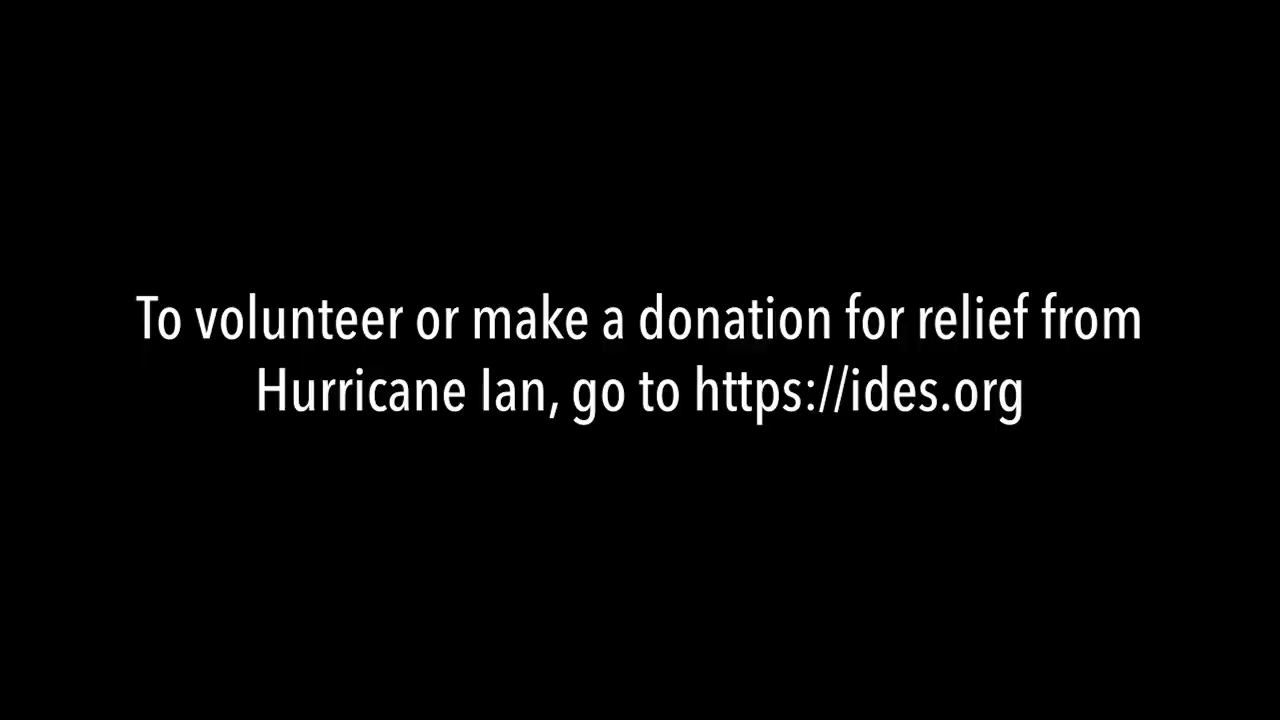 To volunteer or make a donation for relief from
Hurricane Ian, go to https://ides.org